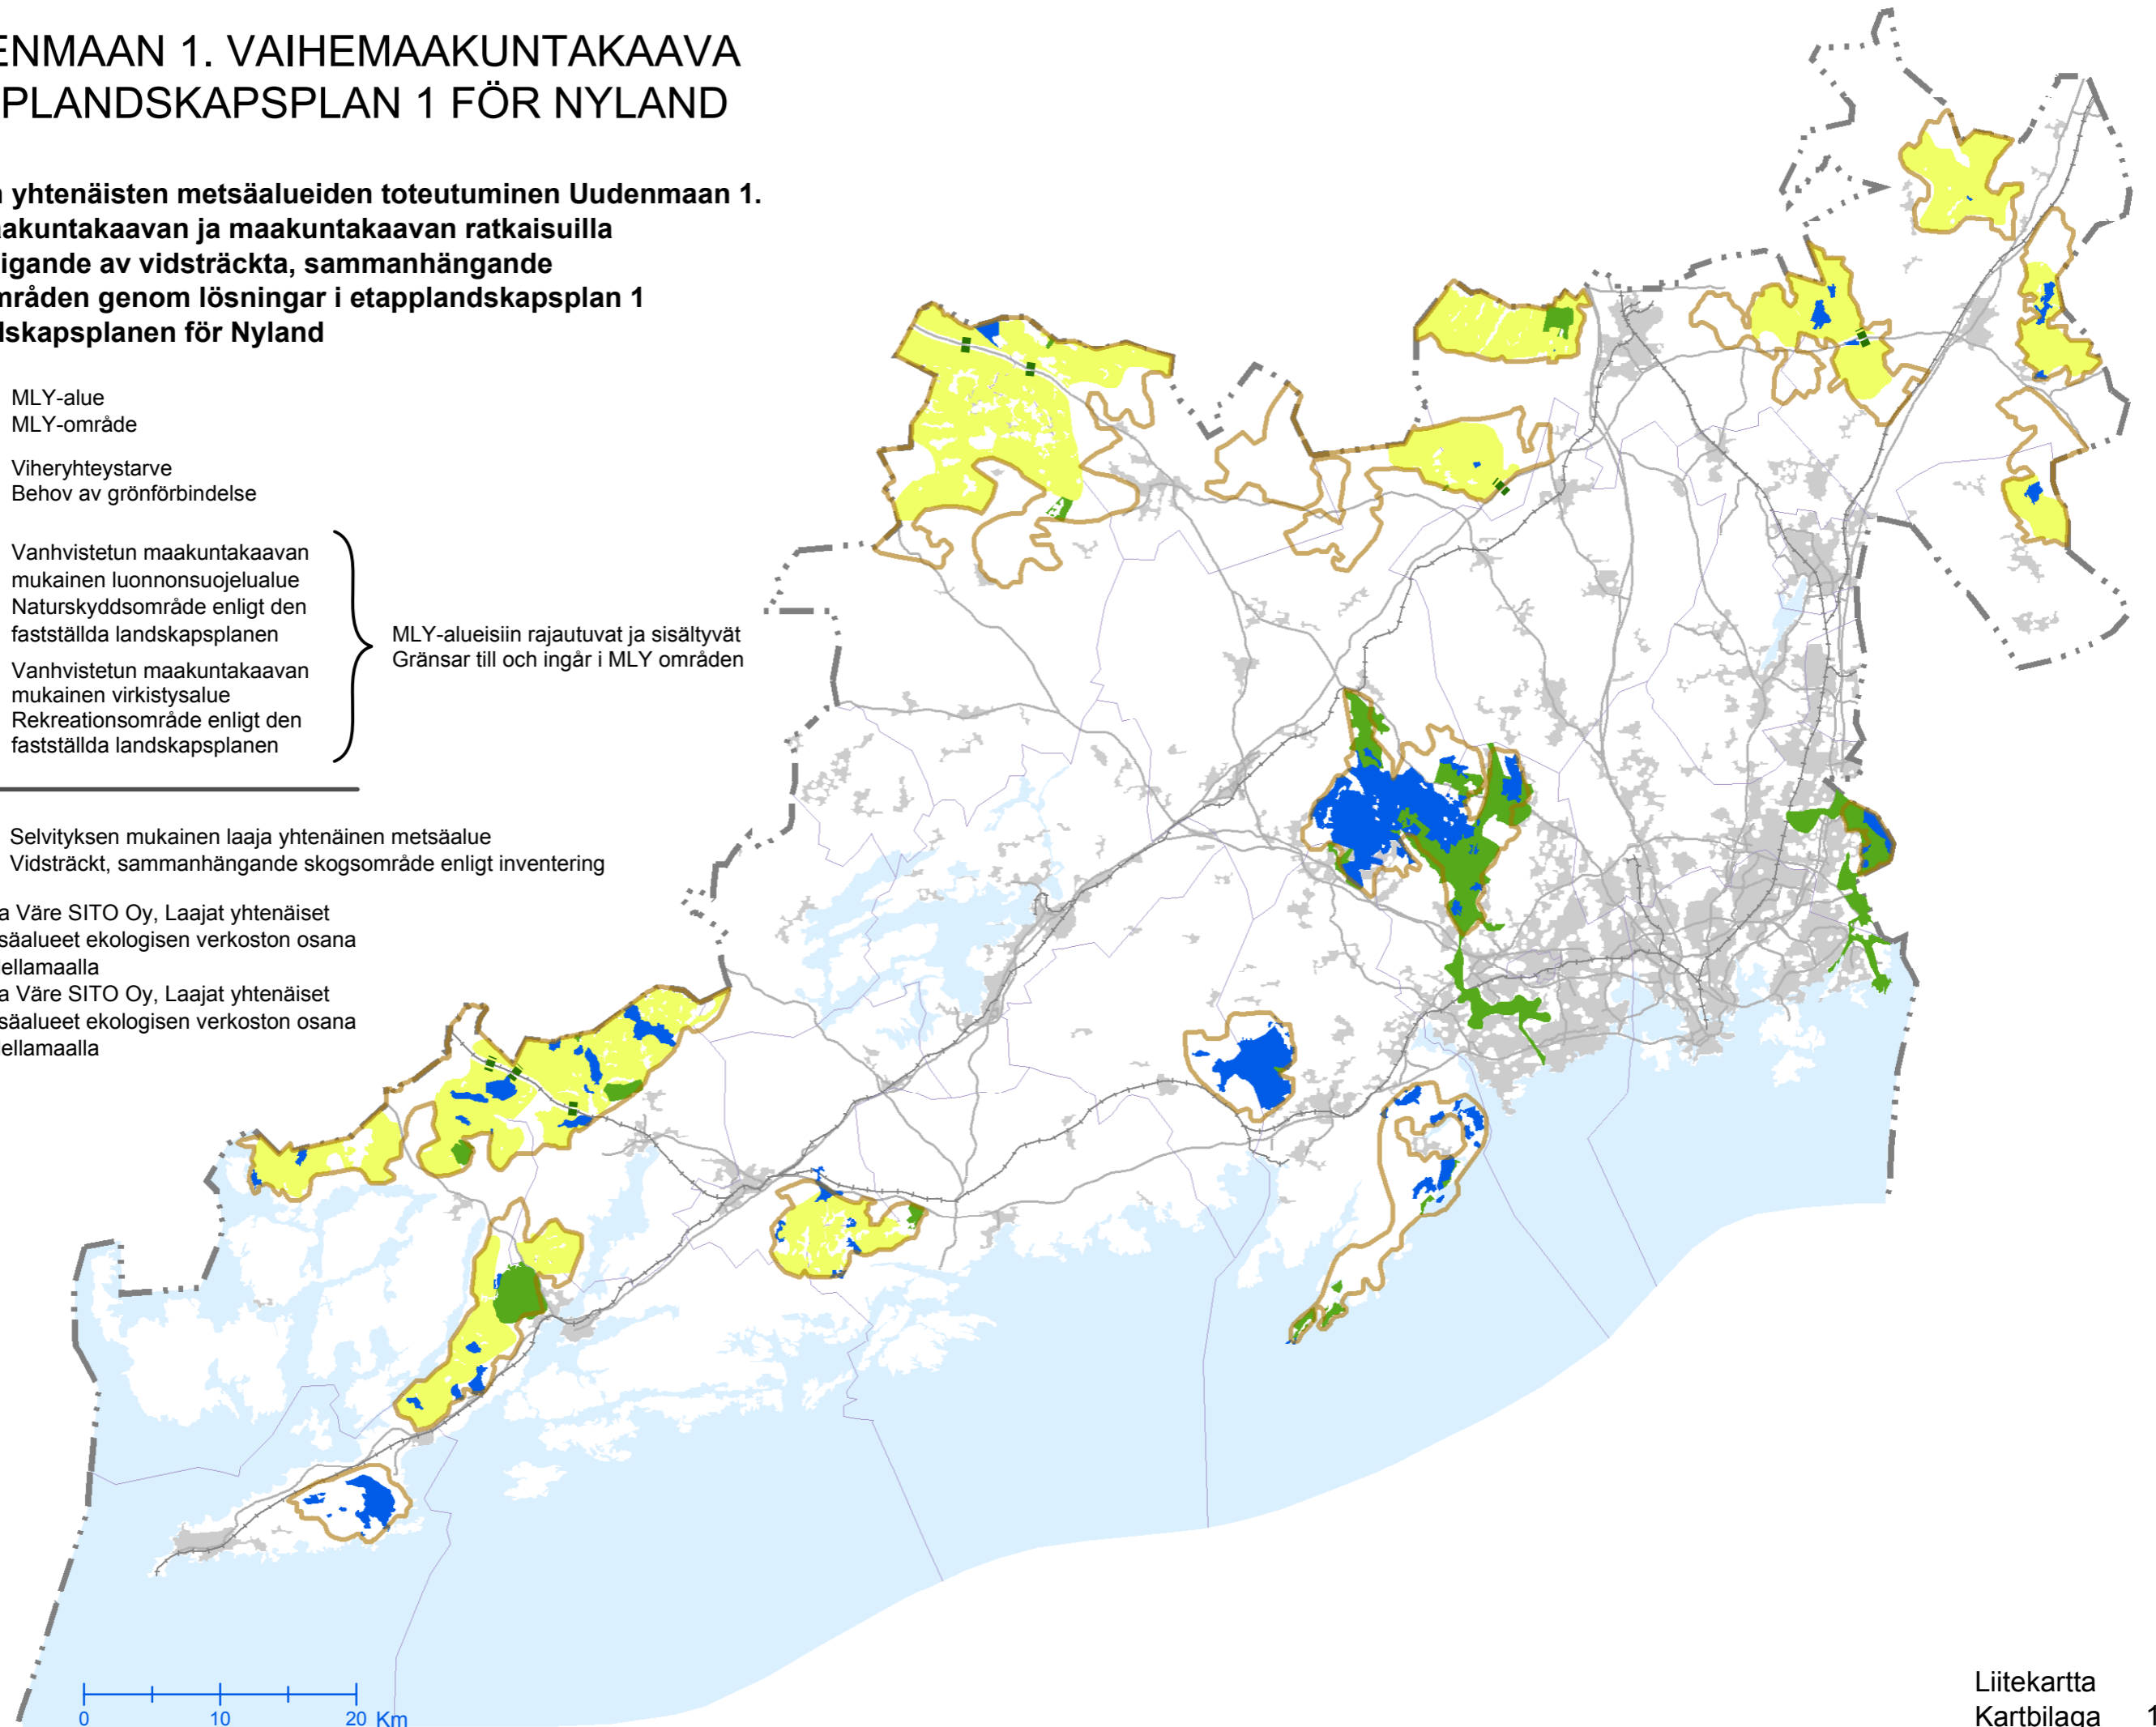 ENMAAN 1. VAIHEMAAKUNTAKAAVA
PPLANDSKAPSPLAN 1 FÖR NYLAND
yhtenäisten metsäalueiden toteutuminen Uudenmaan 1.
aakuntakaavan ja maakuntakaavan ratkaisuilla
igande av vidsträckta, sammanhängande
mråden genom lösningar i etapplandskapsplan 1
dskapsplanen för Nyland
MLY-alue
MLY-område
Viheryhteystarve
Behov av grönförbindelse
Vanhvistetun maakuntakaavan
mukainen luonnonsuojelualue
Naturskyddsområde enligt den
fastställda landskapsplanen
Vanhvistetun maakuntakaavan
mukainen virkistysalue
Rekreationsområde enligt den
fastställda landskapsplanen
MLY-alueisiin rajautuvat ja sisältyvät
Gränsar till och ingår i MLY områden
Selvityksen mukainen laaja yhtenäinen metsäalue
Vidsträckt, sammanhängande skogsområde enligt inventering
a Väre SITO Oy, Laajat yhtenäiset
säalueet ekologisen verkoston osana
ellamaalla
a Väre SITO Oy, Laajat yhtenäiset
säalueet ekologisen verkoston osana
ellamaalla
0 10 20 Km
Liitekartta
Kartbilaga 1